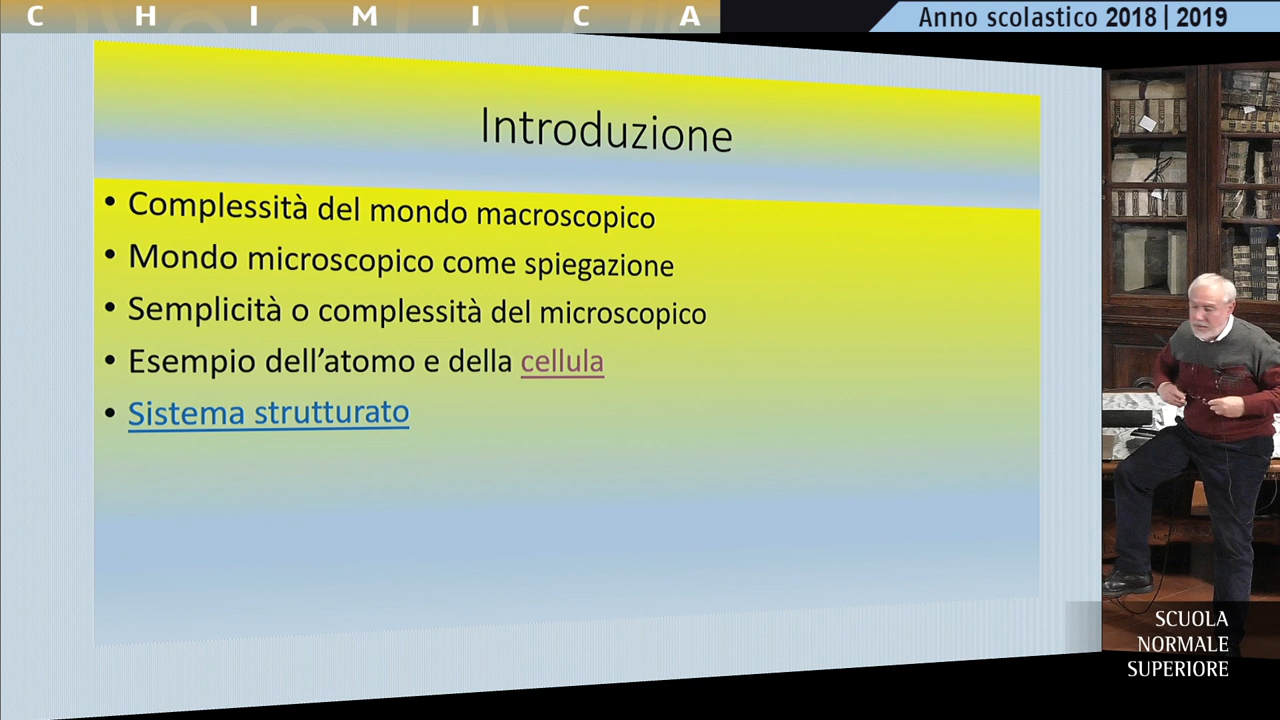 CHIMICA
Anno scolastico 2018 | 2019
Introduzione
• Complessità del mondo macroscopico
• Mondo microscopico come spiegazione
• Semplicità o complessità del microscopico
• Esempio dell’atomo e della cellula
• Sistema strutturato
SCUOLA
NORMALE
SUPERIORE